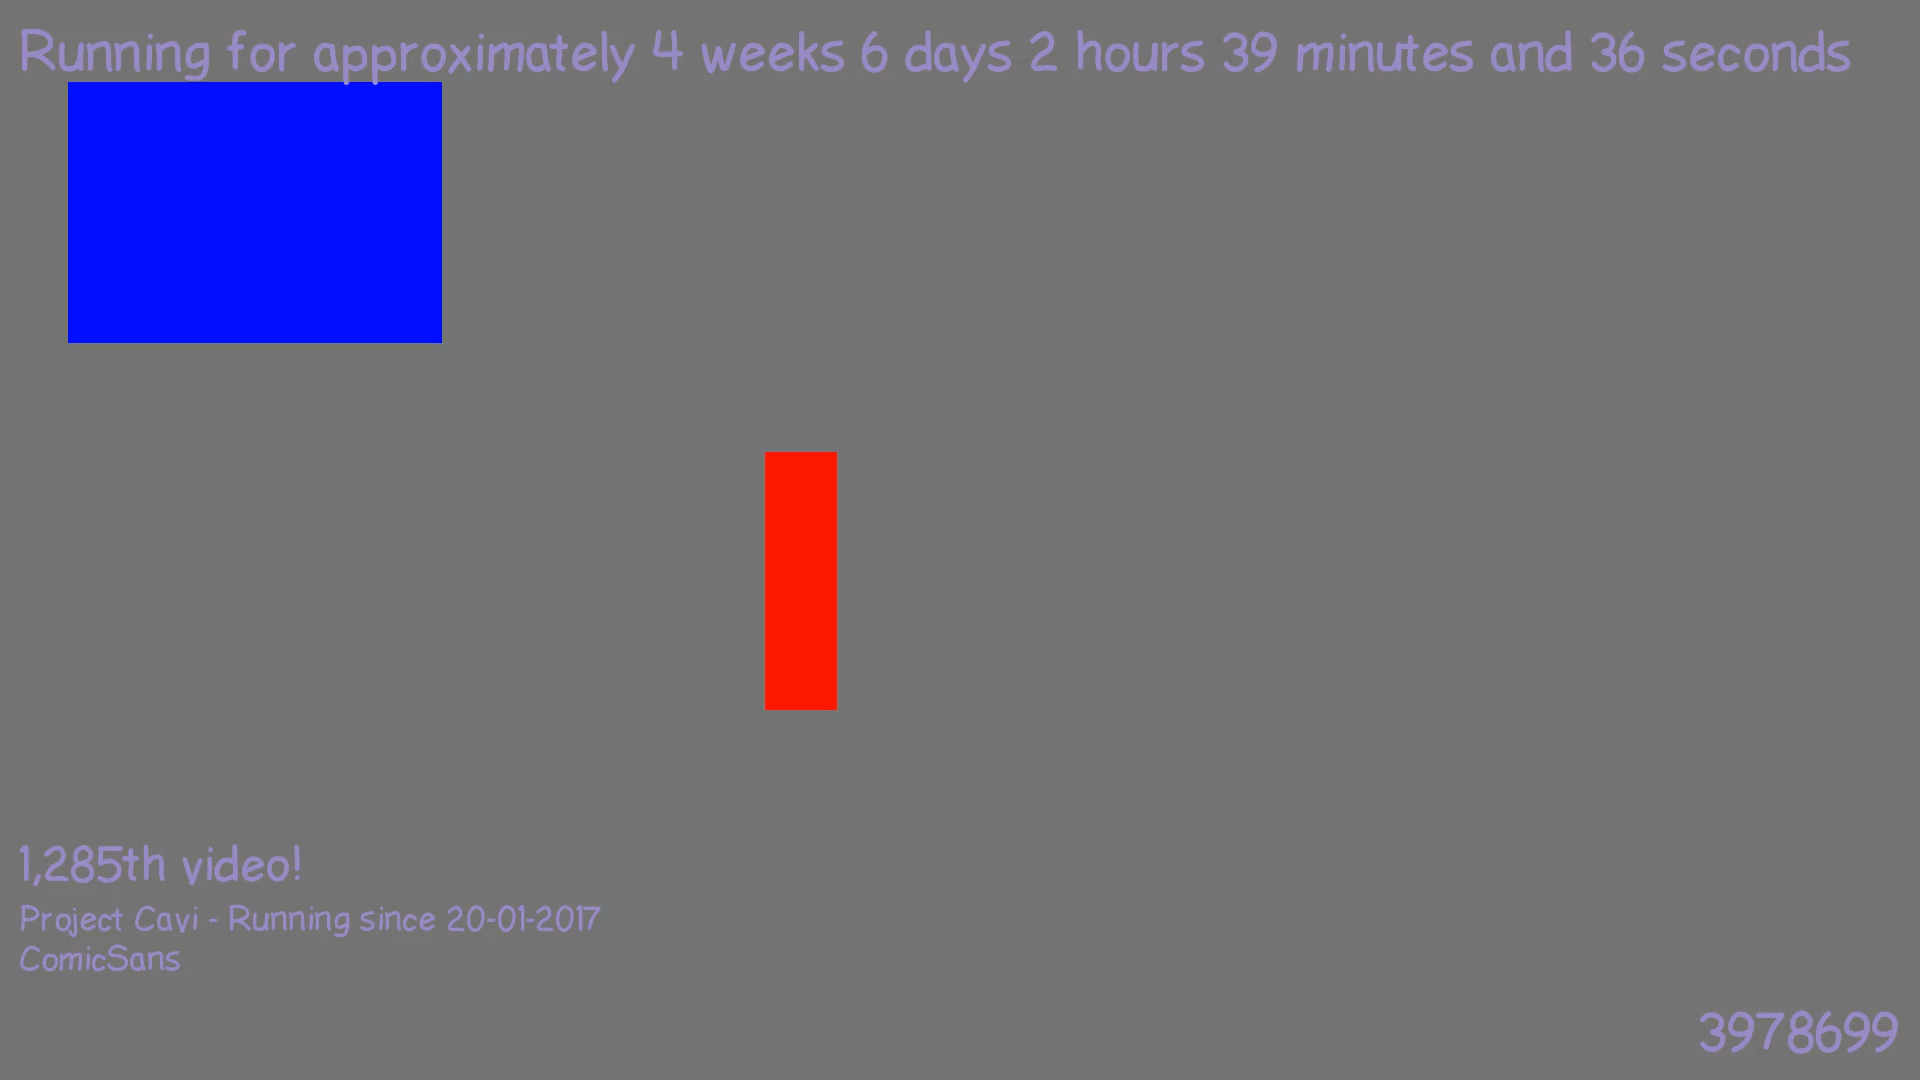 Running for approximately 4 weeks 6 days 2 hours 39 minutes and 36 seconds
1,285th video!
Project Cavi - Running since 20-01-2017
ComicSans
3978699